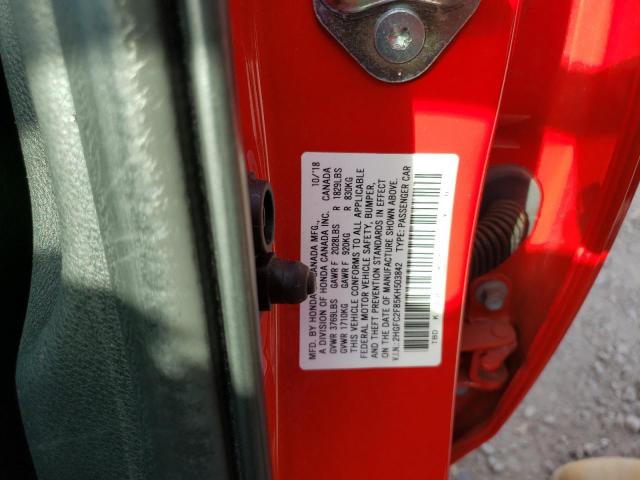 MFD. BY HONDA CANADA MFG., 10/18
A DIVISION OF HONDA CANADA INC. CANADA
GVWR 3769LBS GAWR F 2028LBS R 1829LBS
GVWR 1710KG GAWR F 920KG R 830KG
THIS VEHICLE CONFORMS TO ALL APPLICABLE
FEDERAL MOTOR VEHICLE SAFETY, BUMPER,
AND THEFT PREVENTION STANDARDS IN EFFECT
ON THE DATE OF MANUFACTURE SHOWN ABOVE.
V.I.N.: 2HGFC2F85KH503842 TYPE: PASSENGER CAR
TBD